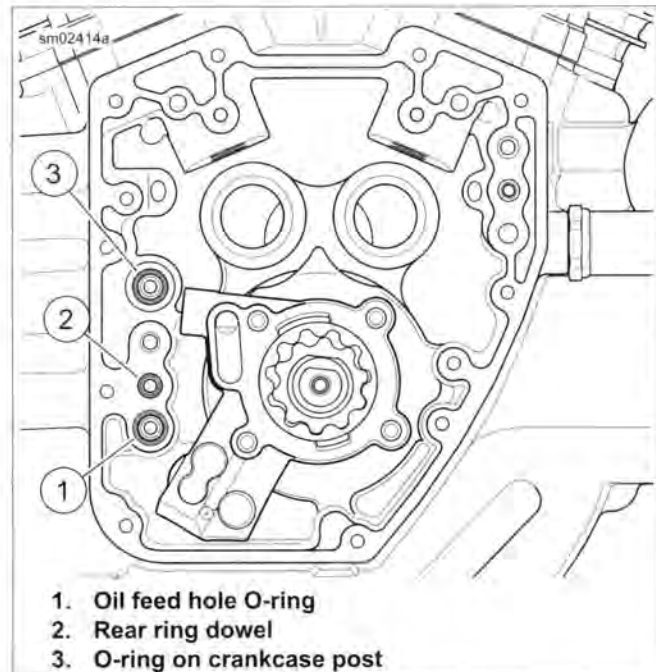 sm02414a
3
2
1
1. Oil feed hole O-ring
2. Rear ring dowel
3. O-ring on crankcase post